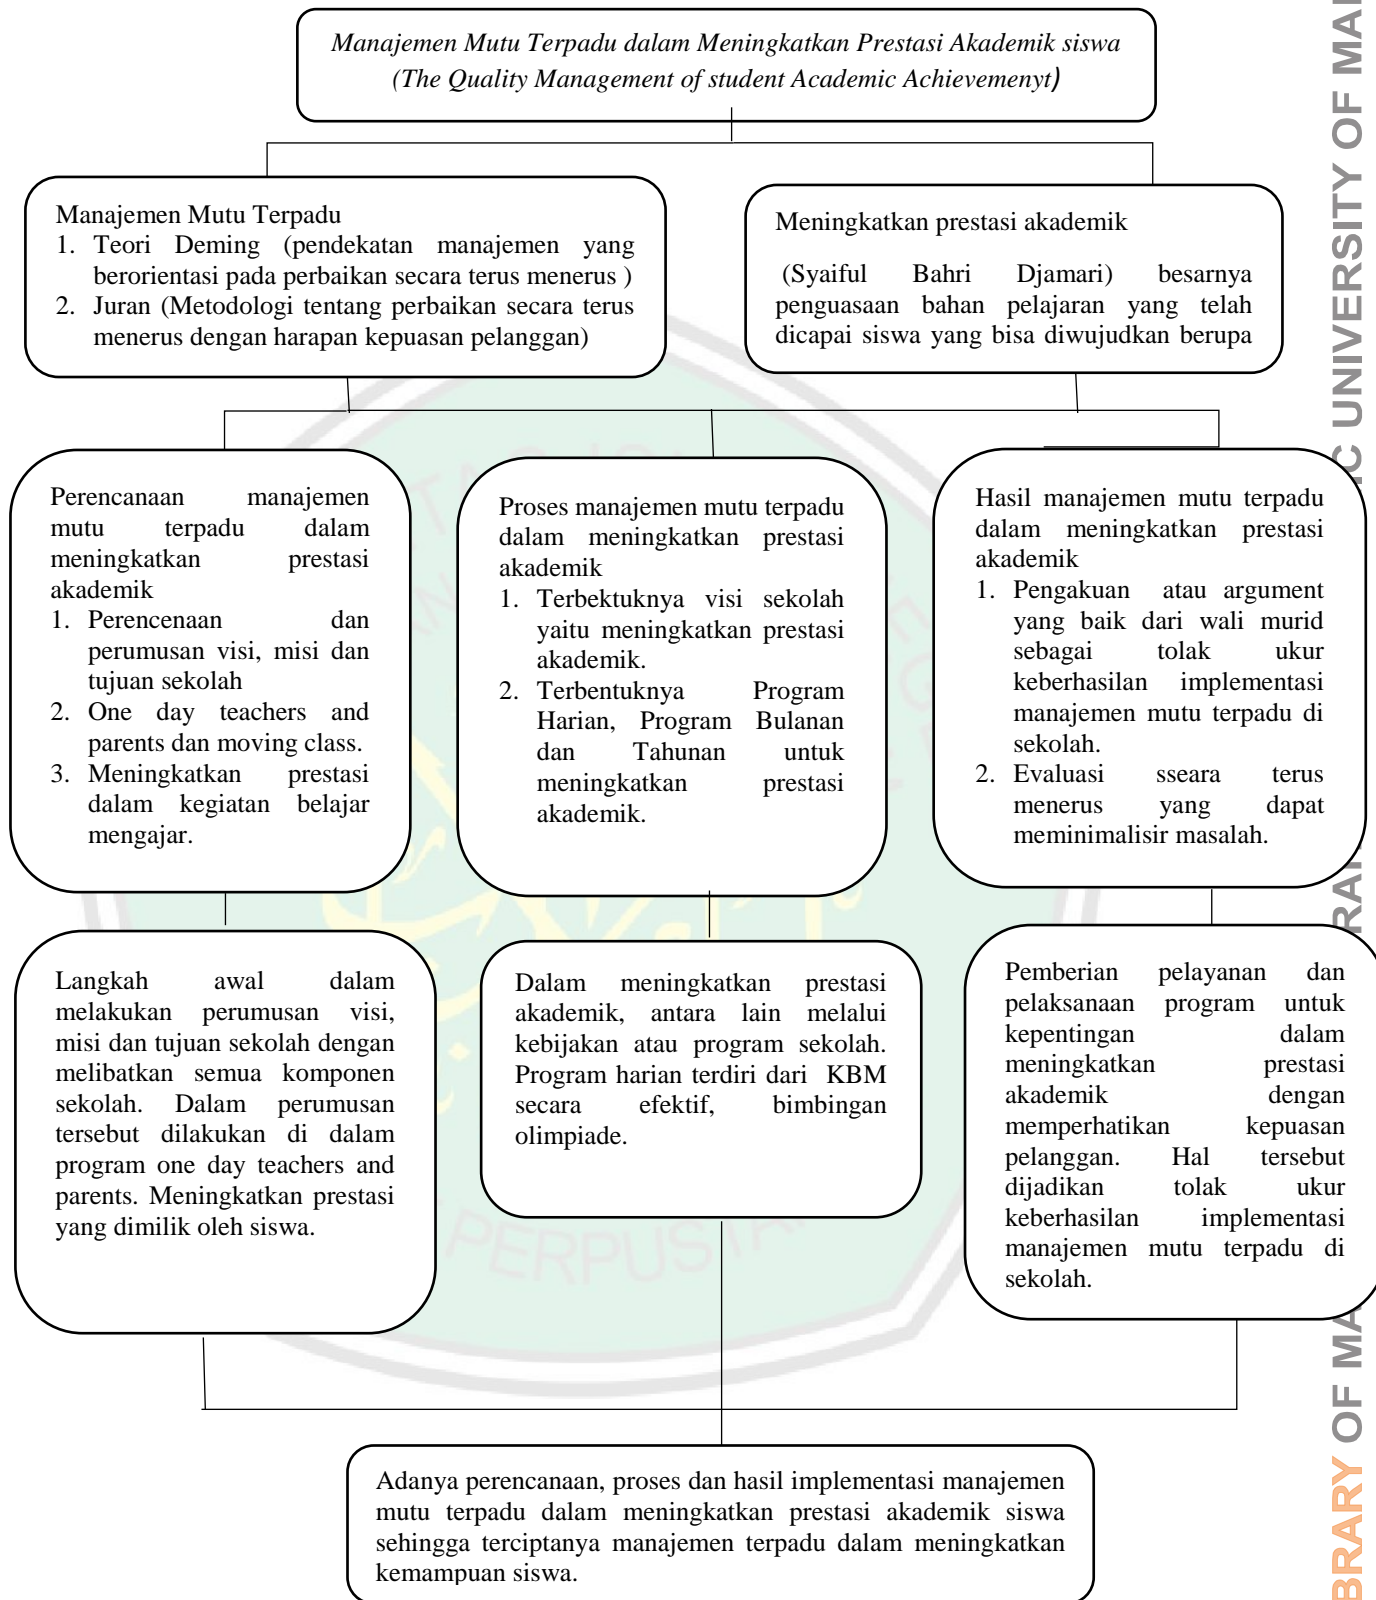 Manajemen Mutu Terpadu dalam Meningkatkan Prestasi Akademik siswa
(The Quality Management of student Academic Achievemenyt)
Manajemen Mutu Terpadu
1. Teori Deming (pendekatan manajemen yang
berorientasi pada perbaikan secara terus menerus )
2. Juran (Metodologi tentang perbaikan secara terus
menerus dengan harapan kepuasan pelanggan)
Meningkatkan prestasi akademik
(Syaiful Bahri Djamari) besarnya
penguasaan bahan pelajaran yang telah
dicapai siswa yang bisa diwujudkan berupa
Perencanaan manajemen
mutu terpadu dalam
meningkatkan prestasi
akademik
1. Perencenaan dan
perumusan visi, misi dan
tujuan sekolah
2. One day teachers and
parents dan moving class.
3. Meningkatkan prestasi
dalam kegiatan belajar
mengajar.
Proses manajemen mutu terpadu
dalam meningkatkan prestasi
akademik
1. Terbektuknya visi sekolah
yaitu meningkatkan prestasi
akademik.
2. Terbentuknya Program
Harian, Program Bulanan
dan Tahunan untuk
meningkatkan prestasi
akademik.
Hasil manajemen mutu terpadu
dalam meningkatkan prestasi
akademik
1. Pengakuan atau argument
yang baik dari wali murid
sebagai tolak ukur
keberhasilan implementasi
manajemen mutu terpadu di
sekolah.
2. Evaluasi sseara terus
menerus yang dapat
meminimalisir masalah.
Langkah awal dalam
melakukan perumusan visi,
misi dan tujuan sekolah dengan
melibatkan semua komponen
sekolah. Dalam perumusan
tersebut dilakukan di dalam
program one day teachers and
parents. Meningkatkan prestasi
yang dimilik oleh siswa.
Dalam meningkatkan prestasi
akademik, antara lain melalui
kebijakan atau program sekolah.
Program harian terdiri dari KBM
secara efektif, bimbingan
olimpiade.
Pemberian pelayanan dan
pelaksanaan program untuk
kepentingan dalam
meningkatkan prestasi
akademik dengan
memperhatikan kepuasan
pelanggan. Hal tersebut
dijadikan tolak ukur
keberhasilan implementasi
manajemen mutu terpadu di
sekolah.
Adanya perencanaan, proses dan hasil implementasi manajemen
mutu terpadu dalam meningkatkan prestasi akademik siswa
sehingga terciptanya manajemen terpadu dalam meningkatkan
kemampuan siswa.
OF
UNIVERSITY OF
PERPUSTA